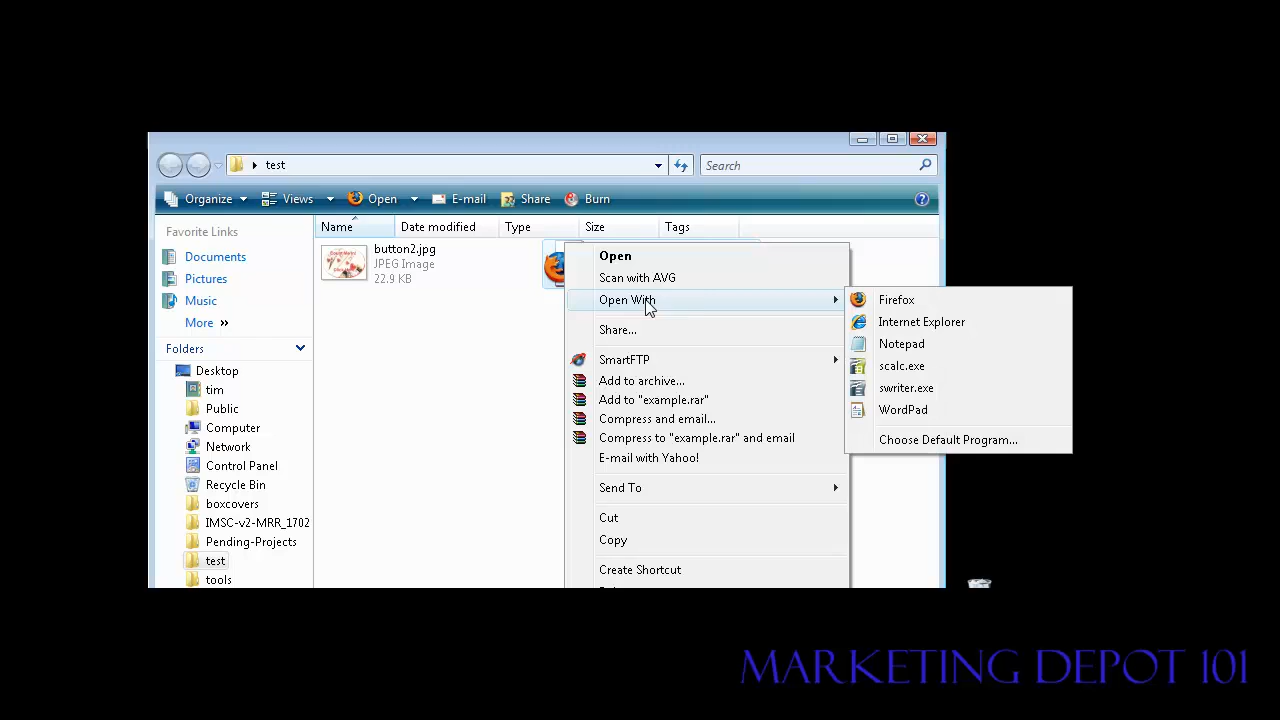 test
Search
Organize Views Open E-mail Share Burn
Favorite Links
Documents
Pictures
Music
More »
Folders
Desktop
tim
Public
Computer
Network
Control Panel
Recycle Bin
boxcovers
IMSC-v2-MRR_1702
Pending-Projects
test
tools
Name Date modified Type Size Tags
button2.jpg
JPEG Image
22.9 KB
Open
Scan with AVG
Open With
Share...
SmartFTP
Add to archive...
Add to "example.rar"
Compress and email...
Compress to "example.rar" and email
E-mail with Yahoo!
Send To
Cut
Copy
Create Shortcut
Firefox
Internet Explorer
Notepad
scalc.exe
swriter.exe
WordPad
Choose Default Program...
MARKETING DEPOT 101